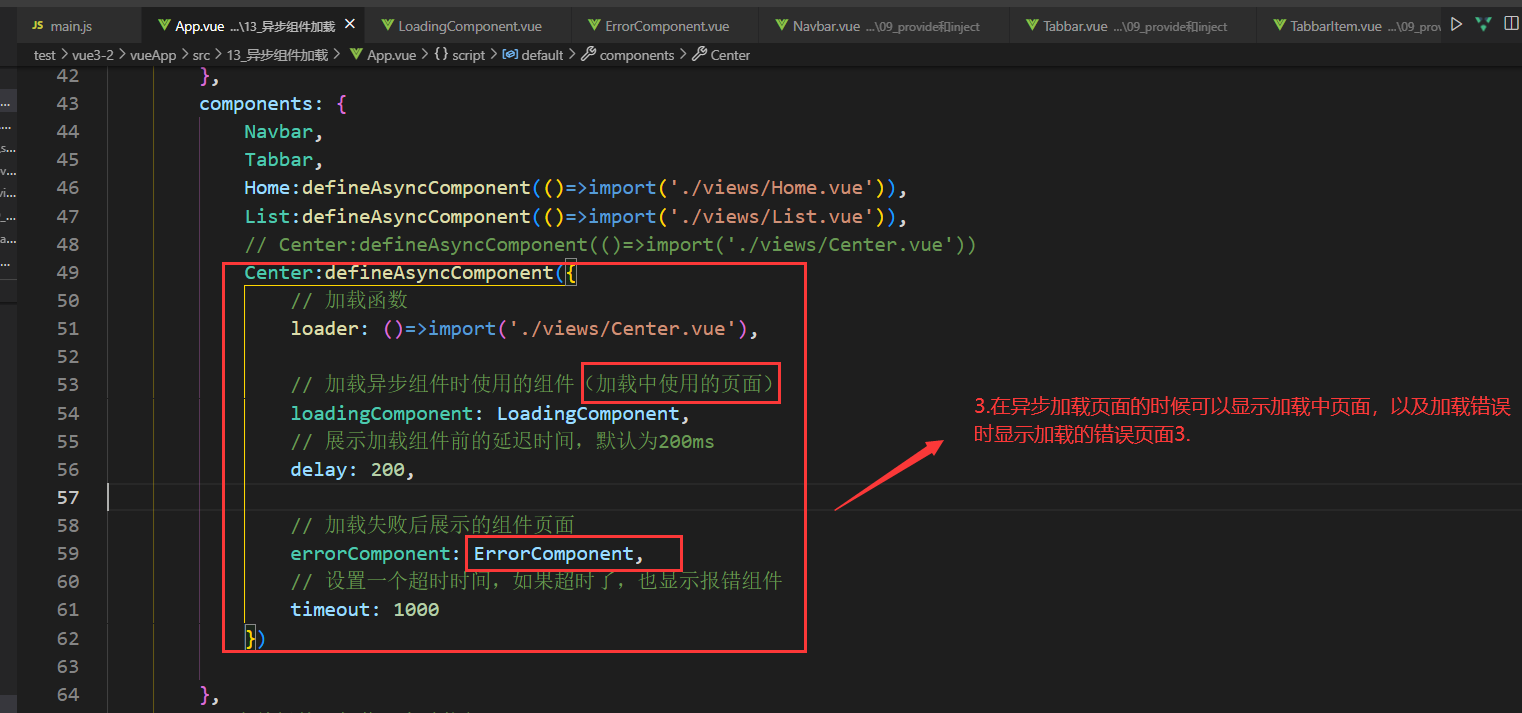 main.js App.vue ...\13_异步组件加载 LoadingComponent.vue ErrorComponent.vue Navbar.vue ...\09_provide和inject Tabbar.vue ...\09_provide和inject TabbarItem.vue ...\09_prov
test > vue3-2 > vueApp > src > 13_异步组件加载 > App.vue > {} script > default > components > Center
42 },
43 components: {
44 Navbar,
45 Tabbar,
46 Home:defineAsyncComponent(()=>import('./views/Home.vue')),
47 List:defineAsyncComponent(()=>import('./views/List.vue')),
48 // Center:defineAsyncComponent(()=>import('./views/Center.vue'))
49 Center:defineAsyncComponent({
50 // 加载函数
51 loader: ()=>import('./views/Center.vue'),
52
53 // 加载异步组件时使用的组件（加载中使用的页面）
54 loadingComponent: LoadingComponent,
55 // 展示加载组件前的延迟时间，默认为200ms
56 delay: 200,
57
58 // 加载失败后展示的组件页面
59 errorComponent: ErrorComponent,
60 // 设置一个超时时间，如果超时了，也显示报错组件
61 timeout: 1000
62 })
63
64 },
3.在异步加载页面的时候可以显示加载中页面，以及加载错误
时显示加载的错误页面3.